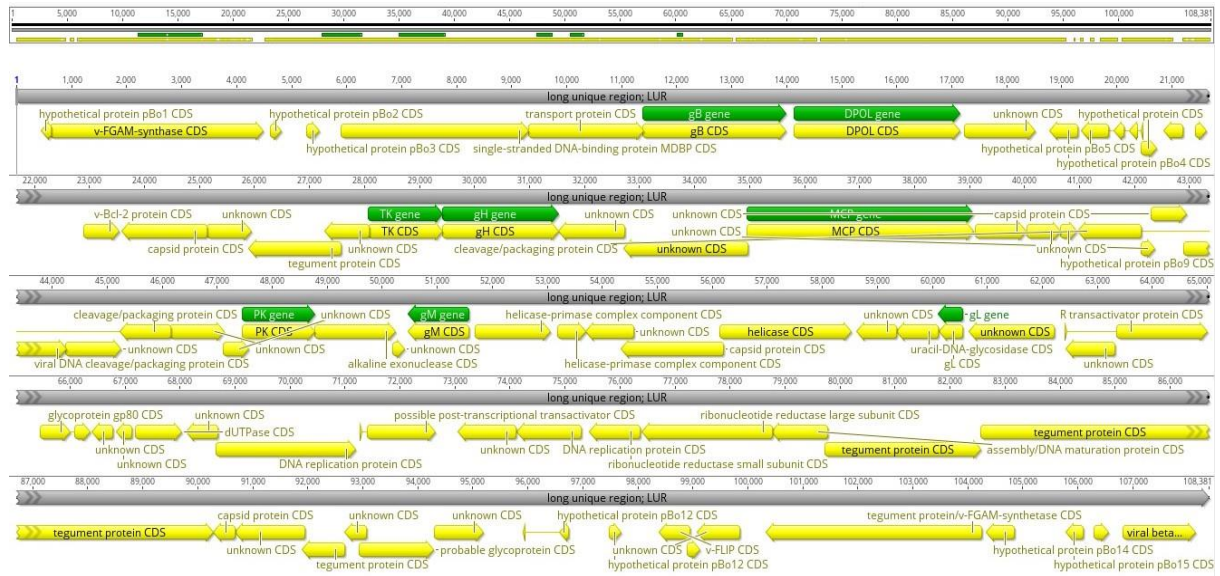 1 5,000 10,000 15,000 20,000 25,000 30,000 35,000 40,000 45,000 50,000 55,000 60,000 65,000 70,000 75,000 80,000 85,000 90,000 95,000 100,000 108,381
1 1,000 2,000 3,000 4,000 5,000 6,000 7,000 8,000 9,000 10,000 11,000 12,000 13,000 14,000 15,000 16,000 17,000 18,000 19,000 20,000 21,000
long unique region; LUR
hypothetical protein pBo1 CDS hypothetical protein pBo2 CDS transport protein CDS gB gene DPOL gene unknown CDS hypothetical protein CDS
v-FGAM-synthase CDS gB CDS DPOL CDS
hypothetical protein pBo3 CDS single-stranded DNA-binding protein MDBP CDS hypothetical protein pBo5 CDS
hypothetical protein pBo4 CDS
22,000 23,000 24,000 25,000 26,000 27,000 28,000 29,000 30,000 31,000 32,000 33,000 34,000 35,000 36,000 37,000 38,000 39,000 40,000 41,000 42,000 43,000
long unique region; LUR
v-Bcl-2 protein CDS unknown CDS TK gene gH gene unknown CDS unknown CDS MCP gene capsid protein CDS
TK CDS gH CDS unknown CDS MCP CDS
capsid protein CDS unknown CDS cleavage/packaging protein CDS unknown CDS unknown CDS
tegument protein CDS hypothetical protein pBo9 CDS
44,000 45,000 46,000 47,000 48,000 49,000 50,000 51,000 52,000 53,000 54,000 55,000 56,000 57,000 58,000 59,000 60,000 61,000 62,000 63,000 64,000 65,000
long unique region; LUR
cleavage/packaging protein CDS PK gene unknown CDS gM gene helicase-primase complex component CDS unknown CDS gL gene R transactivator protein CDS
PK CDS gM CDS unknown CDS helicase CDS unknown CDS
unknown CDS unknown CDS unknown CDS capsid protein CDS uracil-DNA-glycosidase CDS
viral DNA cleavage/packaging protein CDS alkaline exonuclease CDS helicase-primase complex component CDS gL CDS unknown CDS
66,000 67,000 68,000 69,000 70,000 71,000 72,000 73,000 74,000 75,000 76,000 77,000 78,000 79,000 80,000 81,000 82,000 83,000 84,000 85,000 86,000
long unique region; LUR
glycoprotein gp80 CDS unknown CDS possible post-transcriptional transactivator CDS ribonucleotide reductase large subunit CDS
dUTPase CDS tegument protein CDS
unknown CDS unknown CDS DNA replication protein CDS tegument protein CDS assembly/DNA maturation protein CDS
unknown CDS DNA replication protein CDS ribonucleotide reductase small subunit CDS
87,000 88,000 89,000 90,000 91,000 92,000 93,000 94,000 95,000 96,000 97,000 98,000 99,000 100,000 101,000 102,000 103,000 104,000 105,000 106,000 107,000 108,381
long unique region; LUR
capsid protein CDS unknown CDS unknown CDS hypothetical protein pBo12 CDS tegument protein/v-FGAM-synthetase CDS
tegument protein CDS viral beta...
unknown CDS probable glycoprotein CDS unknown CDS v-FLIP CDS hypothetical protein pBo14 CDS
tegument protein CDS hypothetical protein pBo12 CDS hypothetical protein pBo15 CDS